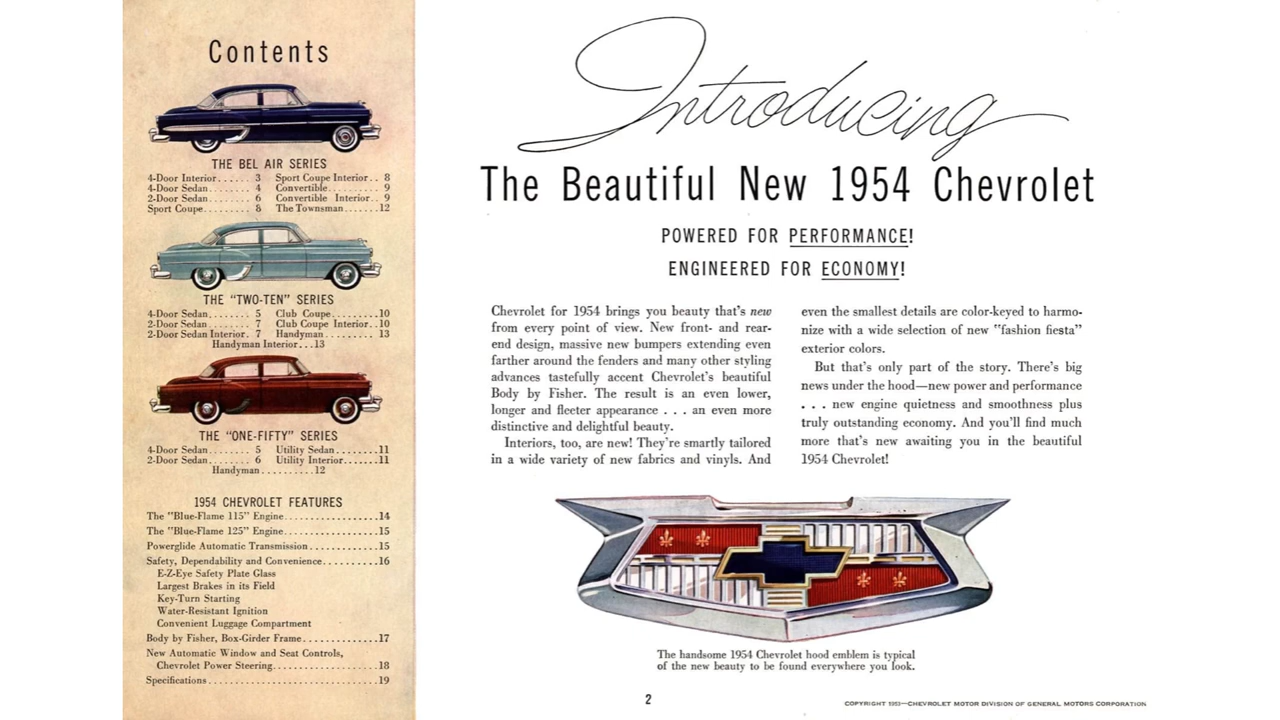 Contents
THE BEL AIR SERIES
4-Door Interior...... 3 Sport Coupe Interior.. 8
4-Door Sedan........ 4 Convertible.......... 9
2-Door Sedan........ 6 Convertible Interior.. 9
Sport Coupe......... 8 The Townsman.......12
THE "TWO-TEN" SERIES
4-Door Sedan........ 5 Club Coupe..........10
2-Door Sedan........ 7 Club Coupe Interior..10
2-Door Sedan Interior. 7 Handyman.......... 13
Handyman Interior...13
THE "ONE-FIFTY" SERIES
4-Door Sedan........ 5 Utility Sedan........11
2-Door Sedan........ 6 Utility Interior.......11
Handyman..........12
1954 CHEVROLET FEATURES
The "Blue-Flame 115" Engine.................14
The "Blue-Flame 125" Engine.................15
Powerglide Automatic Transmission............15
Safety, Dependability and Convenience..........16
E-Z-Eye Safety Plate Glass
Largest Brakes in its Field
Key-Turn Starting
Water-Resistant Ignition
Convenient Luggage Compartment
Body by Fisher, Box-Girder Frame..............17
New Automatic Window and Seat Controls,
Chevrolet Power Steering...................18
Specifications..................................19
Introducing
The Beautiful New 1954 Chevrolet
POWERED FOR PERFORMANCE!
ENGINEERED FOR ECONOMY!
Chevrolet for 1954 brings you beauty that's new
from every point of view. New front- and rear-
end design, massive new bumpers extending even
farther around the fenders and many other styling
advances tastefully accent Chevrolet's beautiful
Body by Fisher. The result is an even lower,
longer and fleeter appearance . . . an even more
distinctive and delightful beauty.
Interiors, too, are new! They're smartly tailored
in a wide variety of new fabrics and vinyls. And
even the smallest details are color-keyed to harmo-
nize with a wide selection of new "fashion fiesta"
exterior colors.
But that's only part of the story. There's big
news under the hood—new power and performance
. . . new engine quietness and smoothness plus
truly outstanding economy. And you'll find much
more that's new awaiting you in the beautiful
1954 Chevrolet!
The handsome 1954 Chevrolet hood emblem is typical
of the new beauty to be found everywhere you look.
2
COPYRIGHT 1953—CHEVROLET MOTOR DIVISION OF GENERAL MOTORS CORPORATION